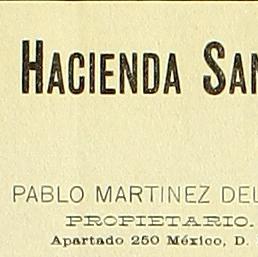 HACIENDA SAN
PABLO MARTINEZ DEL
PROPIETARIO.
Apartado 250 México, D.